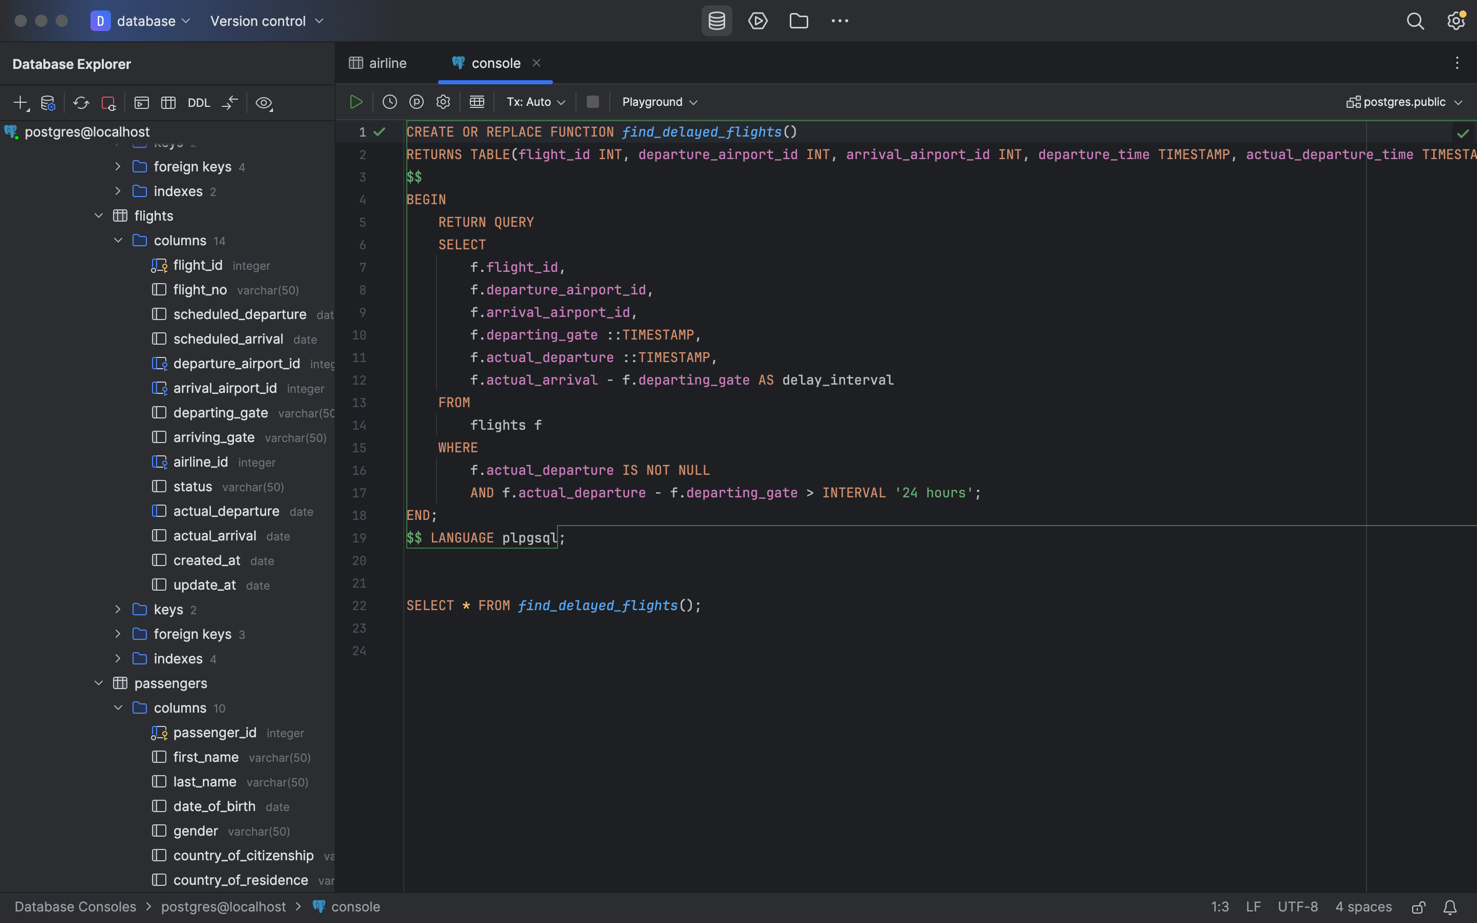 D database Version control
Database Explorer
airline console
DDL Tx: Auto Playground postgres.public
postgres@localhost
keys 2
foreign keys 4
indexes 2
flights
columns 14
flight_id integer
flight_no varchar(50)
scheduled_departure dat
scheduled_arrival date
departure_airport_id integ
arrival_airport_id integer
departing_gate varchar(50
arriving_gate varchar(50)
airline_id integer
status varchar(50)
actual_departure date
actual_arrival date
created_at date
update_at date
keys 2
foreign keys 3
indexes 4
passengers
columns 10
passenger_id integer
first_name varchar(50)
last_name varchar(50)
date_of_birth date
gender varchar(50)
country_of_citizenship va
country_of_residence var
1 CREATE OR REPLACE FUNCTION find_delayed_flights()
2 RETURNS TABLE(flight_id INT, departure_airport_id INT, arrival_airport_id INT, departure_time TIMESTAMP, actual_departure_time TIMESTA
3 $$
4 BEGIN
5 RETURN QUERY
6 SELECT
7 f.flight_id,
8 f.departure_airport_id,
9 f.arrival_airport_id,
10 f.departing_gate ::TIMESTAMP,
11 f.actual_departure ::TIMESTAMP,
12 f.actual_arrival - f.departing_gate AS delay_interval
13 FROM
14 flights f
15 WHERE
16 f.actual_departure IS NOT NULL
17 AND f.actual_departure - f.departing_gate > INTERVAL '24 hours';
18 END;
19 $$ LANGUAGE plpgsql;
20
21
22 SELECT * FROM find_delayed_flights();
23
24
Database Consoles > postgres@localhost > console 1:3 LF UTF-8 4 spaces